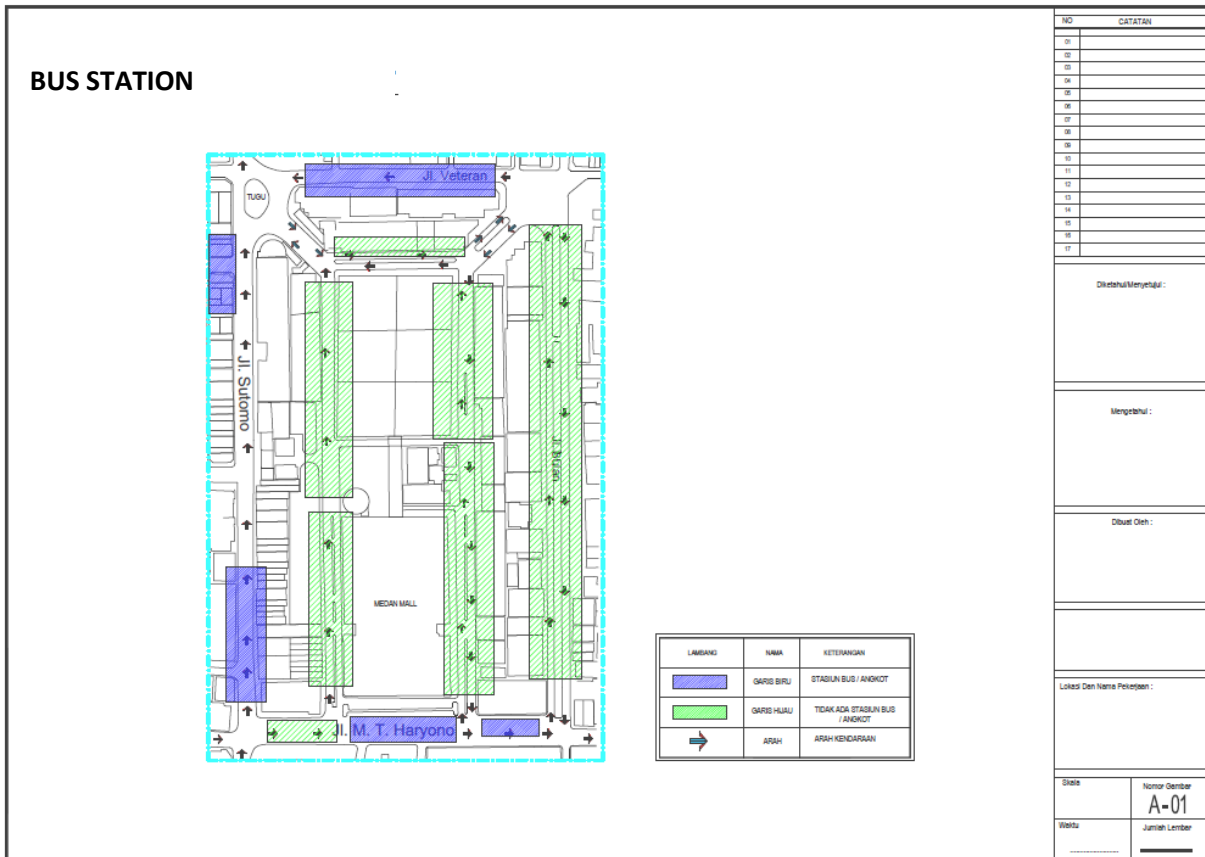 BUS STATION
Jl. Veteran
TUGU
Jl. Sutomo
Jl. Bulan
MEDAN MALL
Jl. M. T. Haryono
LAMBANG NAMA KETERANGAN
GARIS BIRU STASIUN BUS / ANGKOT
GARIS HIJAU TIDAK ADA STASIUN BUS
/ ANGKOT
ARAH ARAH KENDARAAN
NO CATATAN
01
02
03
04
05
06
07
08
09
10
11
12
13
14
15
16
17
Diketahui/Menyetujui :
Mengetahui :
Dibuat Oleh :
Lokasi Dan Nama Pekerjaan :
Skala
Nomor Gambar
A-01
Waktu
Jumlah Lembar